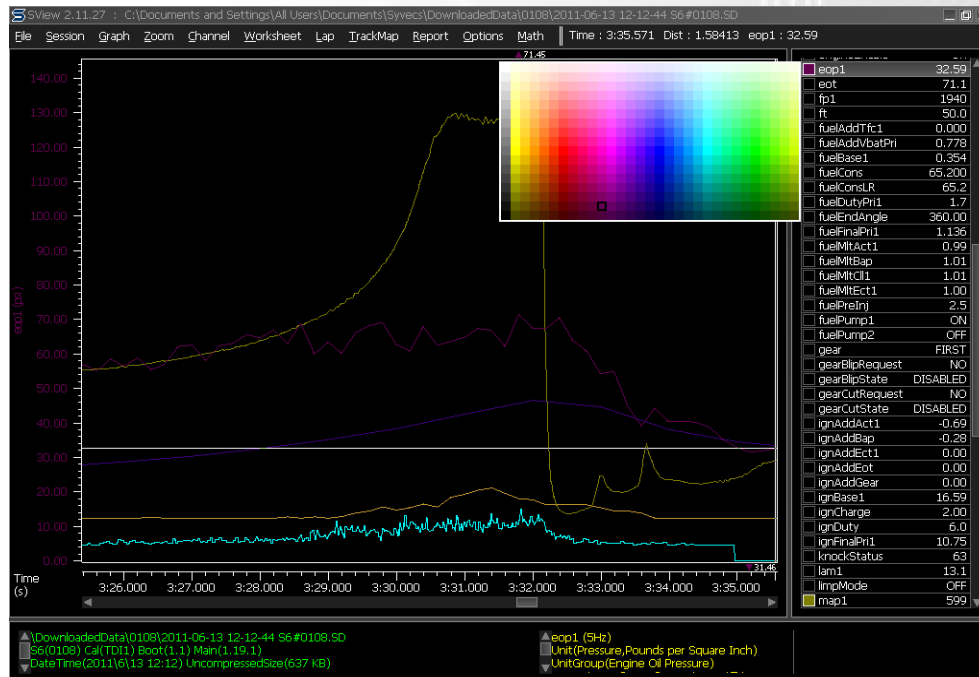 SView 2.11.27 : C:\Documents and Settings\All Users\Documents\Syvecs\DownloadedData\0108\2011-06-13 12-12-44 S6#0108.SD
File Session Graph Zoom Channel Worksheet Lap TrackMap Report Options Math Time : 3:35.571 Dist : 1.58413 eop1 : 32.59
71.45
140.00
130.00
120.00
110.00
100.00
90.00
80.00
70.00
60.00
50.00
40.00
30.00
20.00
10.00
0.00
eop1 (psi)
31.46
Time
(s)
3:26.000 3:27.000 3:28.000 3:29.000 3:30.000 3:31.000 3:32.000 3:33.000 3:34.000 3:35.000
eop1 32.59
eot 71.1
fp1 1940
ft 50.0
fuelAddTfc1 0.000
fuelAddVbatPri 0.778
fuelBase1 0.354
fuelCons 65.200
fuelConsLR 65.2
fuelDutyPri1 1.7
fuelEndAngle 360.00
fuelFinalPri1 1.136
fuelMltAct1 0.99
fuelMltBap 1.01
fuelMltCll1 1.01
fuelMltEct1 1.00
fuelPreInj 2.5
fuelPump1 ON
fuelPump2 OFF
gear FIRST
gearBlipRequest NO
gearBlipState DISABLED
gearCutRequest NO
gearCutState DISABLED
ignAddAct1 -0.69
ignAddBap -0.28
ignAddEct1 0.00
ignAddEot 0.00
ignAddGear 0.00
ignBase1 16.59
ignCharge 2.00
ignDuty 6.0
ignFinalPri1 10.75
knockStatus 63
lam1 13.1
limpMode OFF
map1 599
\DownloadedData\0108\2011-06-13 12-12-44 S6#0108.SD
S6(0108) Cal(TDI1) Boot(1.1) Main(1.19.1)
DateTime(2011\6\13 12:12) UncompressedSize(637 KB)
eop1 (5Hz)
Unit(Pressure,Pounds per Square Inch)
UnitGroup(Engine Oil Pressure)